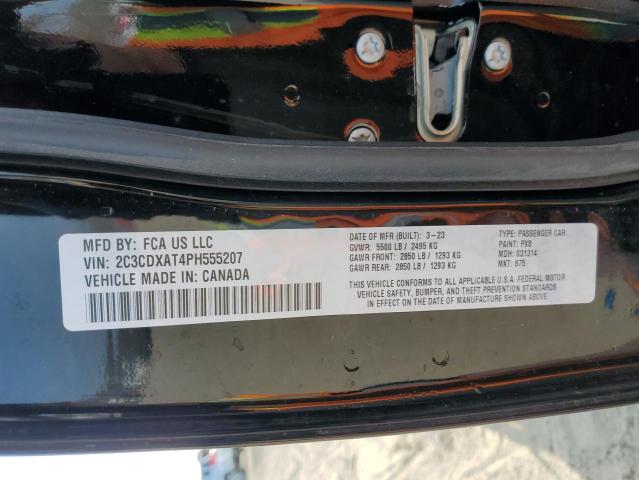 MFD BY: FCA US LLC
VIN: 2C3CDXAT4PH555207
VEHICLE MADE IN: CANADA
DATE OF MFR (BUILT): 3-23
GVWR: 5500 LB / 2495 KG
GAWR FRONT: 2850 LB / 1293 KG
GAWR REAR: 2850 LB / 1293 KG
TYPE: PASSENGER CAR
PAINT: PX8
MDH: 031314
MKT: 875
THIS VEHICLE CONFORMS TO ALL APPLICABLE U.S.A. FEDERAL MOTOR
VEHICLE SAFETY, BUMPER, AND THEFT PREVENTION STANDARDS
IN EFFECT ON THE DATE OF MANUFACTURE SHOWN ABOVE.